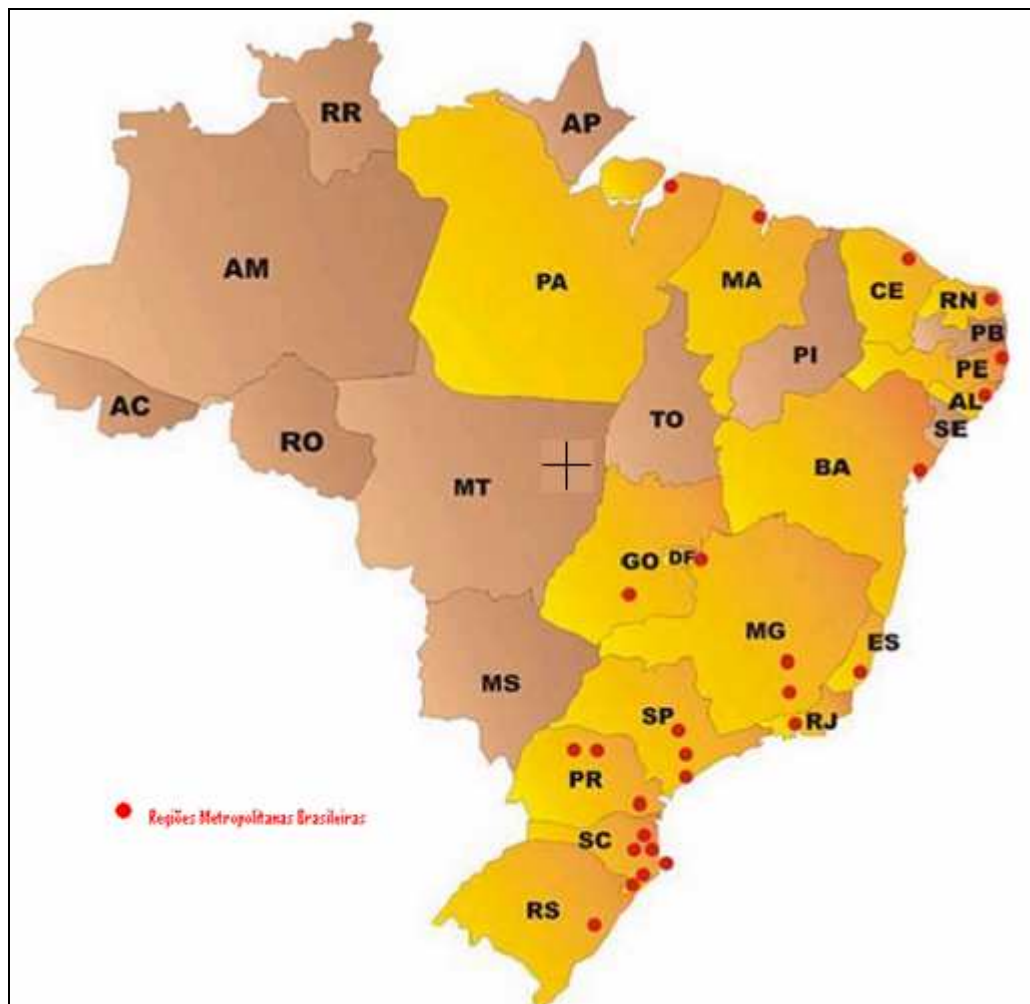 RR
AP
AM
PA
MA
CE
RN
PB
PI
PE
AC
TO
AL
RO
SE
MT
BA
GO
DF
MG
ES
MS
SP
RJ
PR
Regiões Metropolitanas Brasileiras
SC
RS